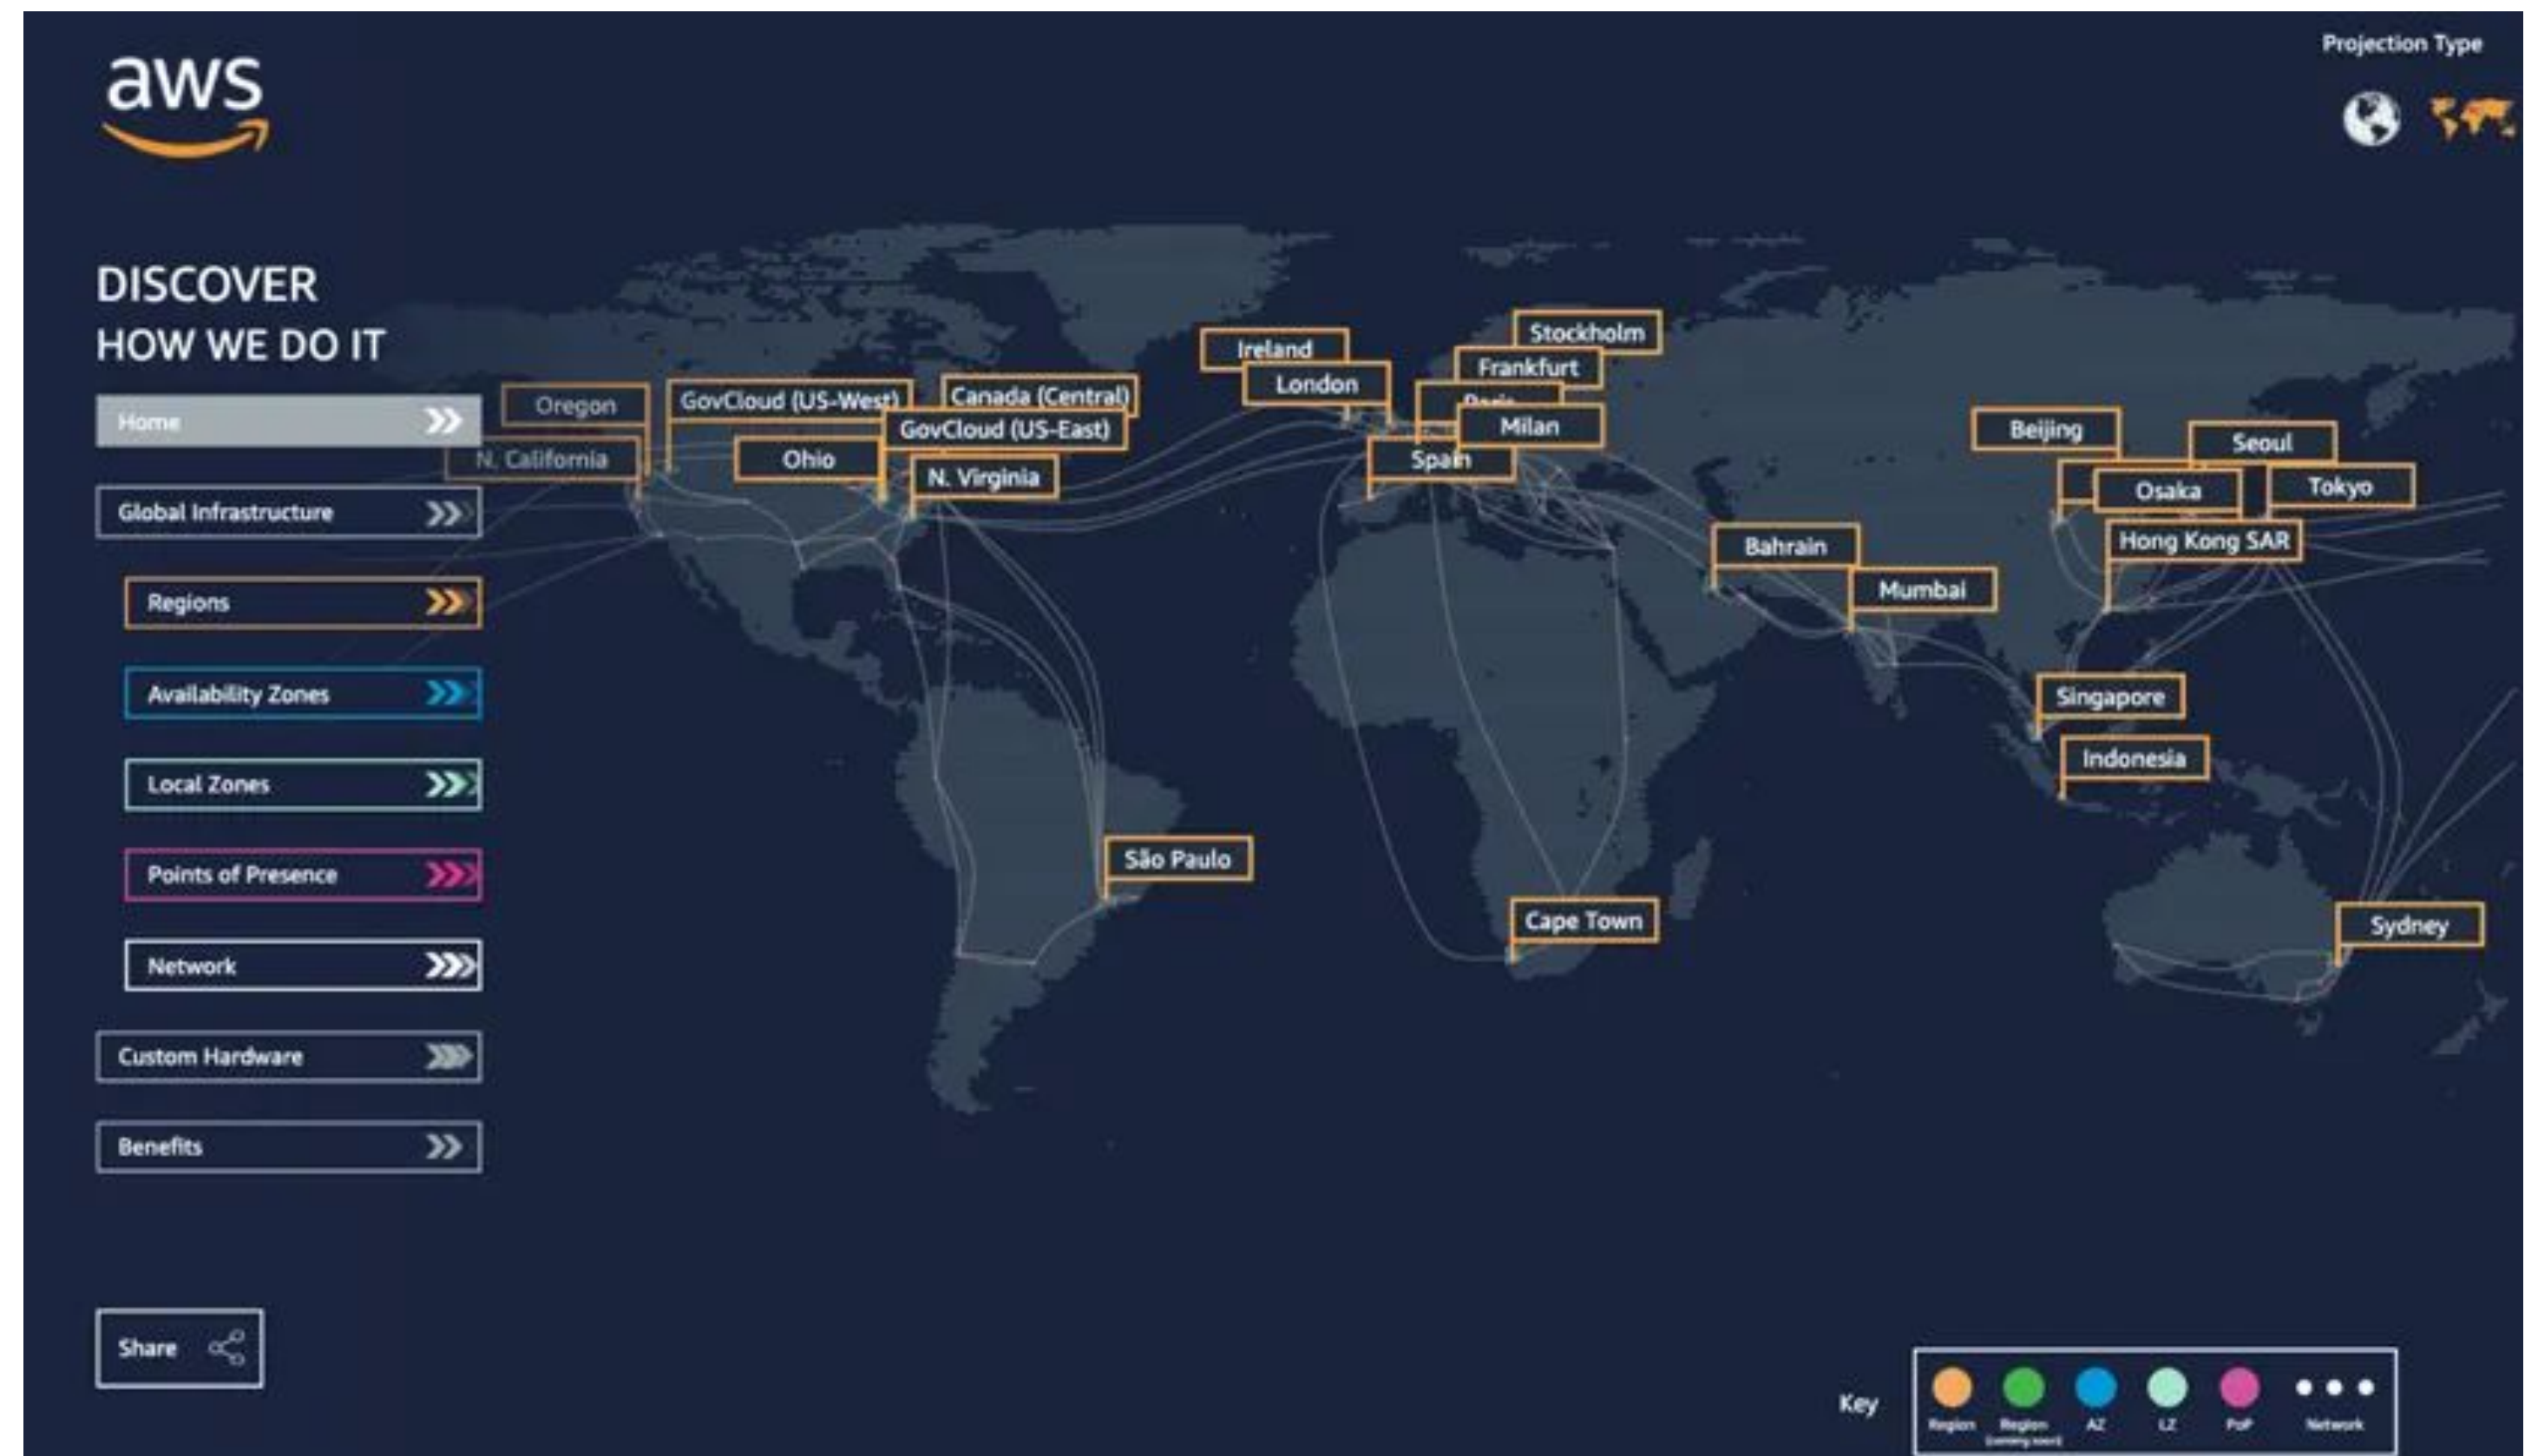 aws
Projection Type
DISCOVER
HOW WE DO IT
Home
Global Infrastructure
Regions
Availability Zones
Local Zones
Points of Presence
Network
Custom Hardware
Benefits
Share
Oregon
N. California
GovCloud (US-West)
Canada (Central)
GovCloud (US-East)
Ohio
N. Virginia
Ireland
London
Stockholm
Frankfurt
Paris
Milan
Spain
Beijing
Seoul
Osaka
Tokyo
Hong Kong SAR
Bahrain
Mumbai
Singapore
Indonesia
São Paulo
Cape Town
Sydney
Key
Region
Region
(coming soon)
AZ
LZ
PoP
Network